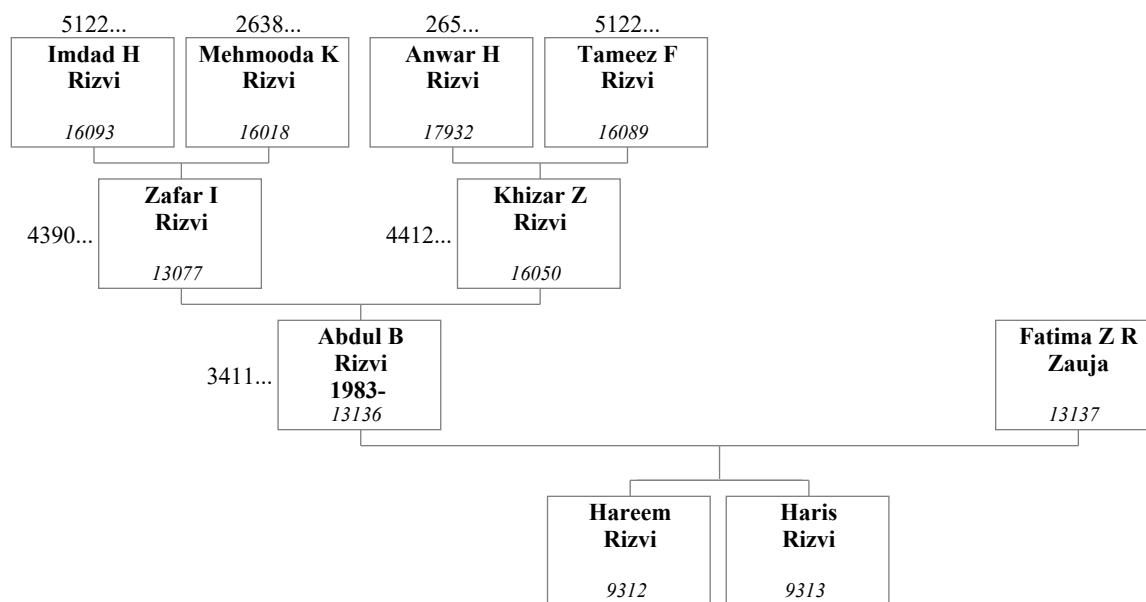 5122...
2638...
265...
5122...
Imdad H
Rizvi
16093
Mehmooda K
Rizvi
16018
Anwar H
Rizvi
17932
Tameez F
Rizvi
16089
4390...
Zafar I
Rizvi
13077
4412...
Khizar Z
Rizvi
16050
3411...
Abdul B
Rizvi
1983-
13136
Fatima Z R
Zauja
13137
Hareem
Rizvi
9312
Haris
Rizvi
9313